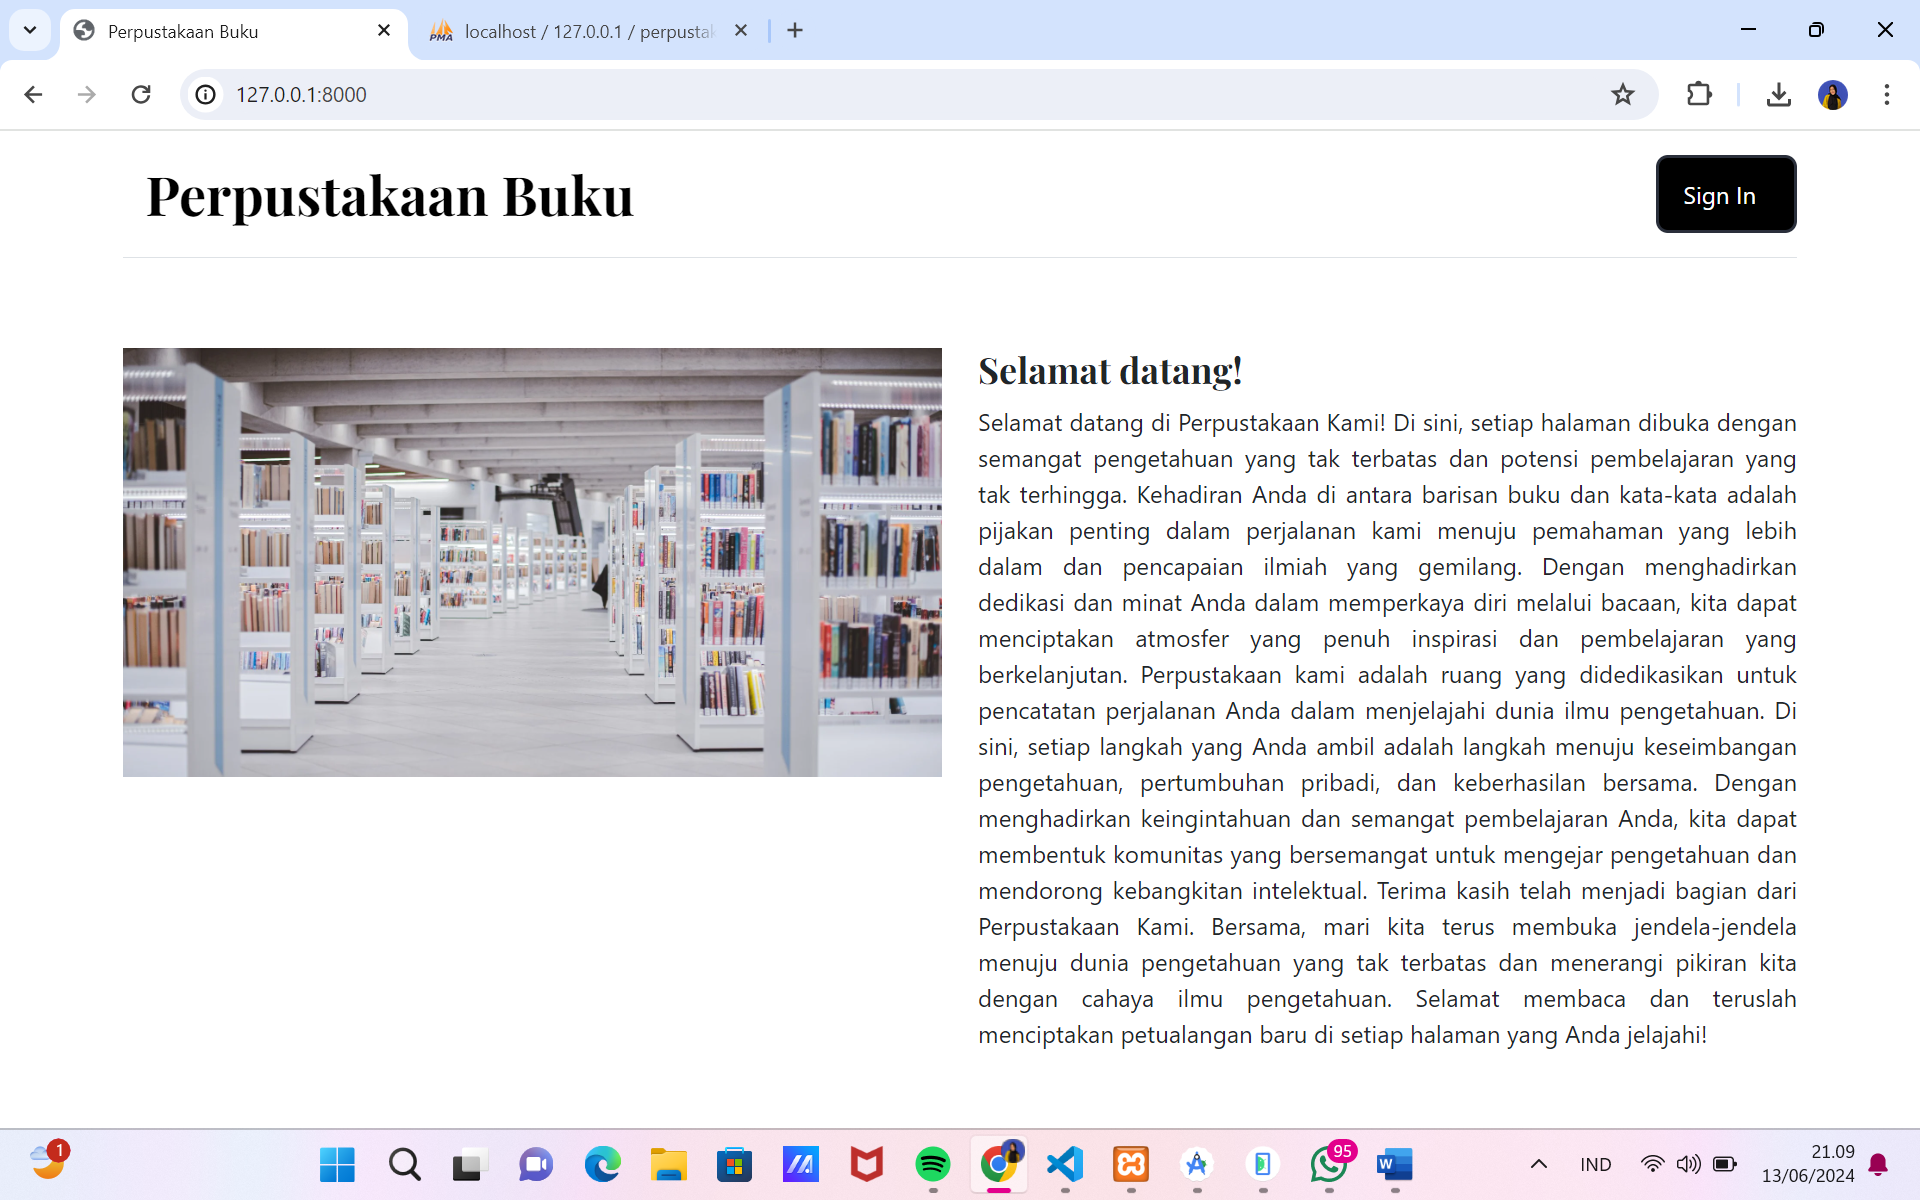 Perpustakaan Buku
localhost / 127.0.0.1 / perpustak
127.0.0.1:8000
Perpustakaan Buku
Sign In
Selamat datang!
Selamat datang di Perpustakaan Kami! Di sini, setiap halaman dibuka dengan
semangat pengetahuan yang tak terbatas dan potensi pembelajaran yang
tak terhingga. Kehadiran Anda di antara barisan buku dan kata-kata adalah
pijakan penting dalam perjalanan kami menuju pemahaman yang lebih
dalam dan pencapaian ilmiah yang gemilang. Dengan menghadirkan
dedikasi dan minat Anda dalam memperkaya diri melalui bacaan, kita dapat
menciptakan atmosfer yang penuh inspirasi dan pembelajaran yang
berkelanjutan. Perpustakaan kami adalah ruang yang didedikasikan untuk
pencatatan perjalanan Anda dalam menjelajahi dunia ilmu pengetahuan. Di
sini, setiap langkah yang Anda ambil adalah langkah menuju keseimbangan
pengetahuan, pertumbuhan pribadi, dan keberhasilan bersama. Dengan
menghadirkan keingintahuan dan semangat pembelajaran Anda, kita dapat
membentuk komunitas yang bersemangat untuk mengejar pengetahuan dan
mendorong kebangkitan intelektual. Terima kasih telah menjadi bagian dari
Perpustakaan Kami. Bersama, mari kita terus membuka jendela-jendela
menuju dunia pengetahuan yang tak terbatas dan menerangi pikiran kita
dengan cahaya ilmu pengetahuan. Selamat membaca dan teruslah
menciptakan petualangan baru di setiap halaman yang Anda jelajahi!
1
95
IND
21.09
13/06/2024